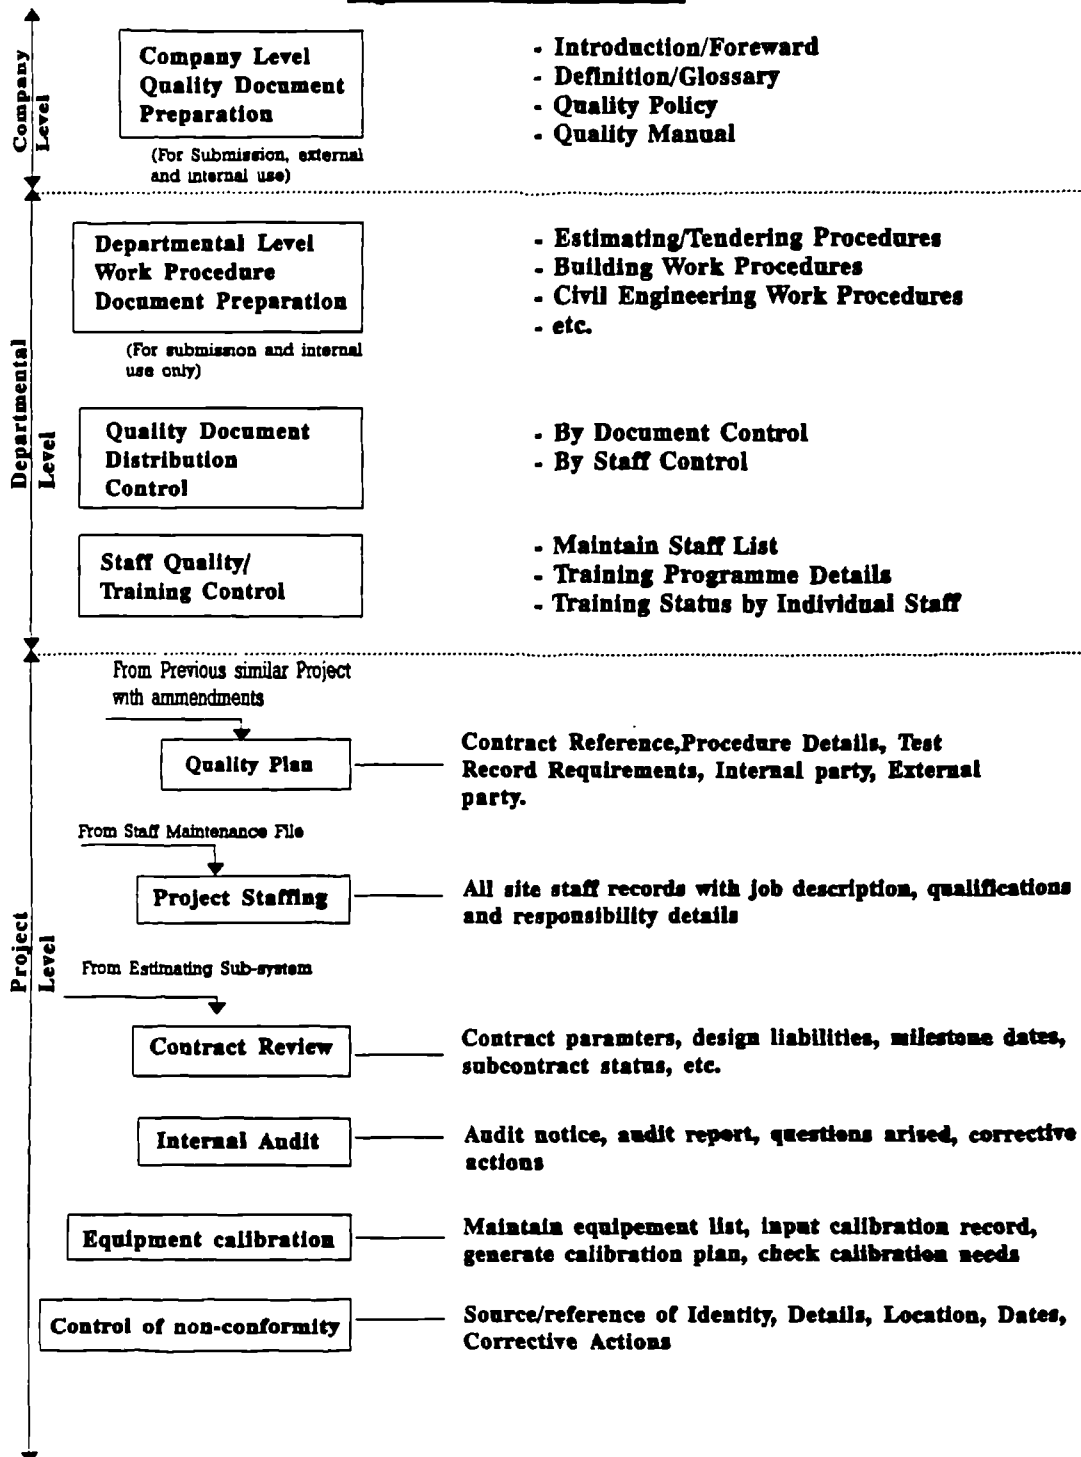 Company
Level
Company Level
Quality Document
Preparation
(For Submission, external
and internal use)
- Introduction/Foreward
- Definition/Glossary
- Quality Policy
- Quality Manual
Departmental
Level
Departmental Level
Work Procedure
Document Preparation
(For submission and internal
use only)
- Estimating/Tendering Procedures
- Building Work Procedures
- Civil Engineering Work Procedures
- etc.
Quality Document
Distribution
Control
- By Document Control
- By Staff Control
Staff Quality/
Training Control
- Maintain Staff List
- Training Programme Details
- Training Status by Individual Staff
Project
Level
From Previous similar Project
with ammendments
Quality Plan
Contract Reference,Procedure Details, Test
Record Requirements, Internal party, External
party.
From Staff Maintenance File
Project Staffing
All site staff records with job description, qualifications
and responsibility details
From Estimating Sub-system
Contract Review
Contract paramters, design liabilities, milestone dates,
subcontract status, etc.
Internal Audit
Audit notice, audit report, questions arised, corrective
actions
Equipment calibration
Maintain equipement list, input calibration record,
generate calibration plan, check calibration needs
Control of non-conformity
Source/reference of Identity, Details, Location, Dates,
Corrective Actions